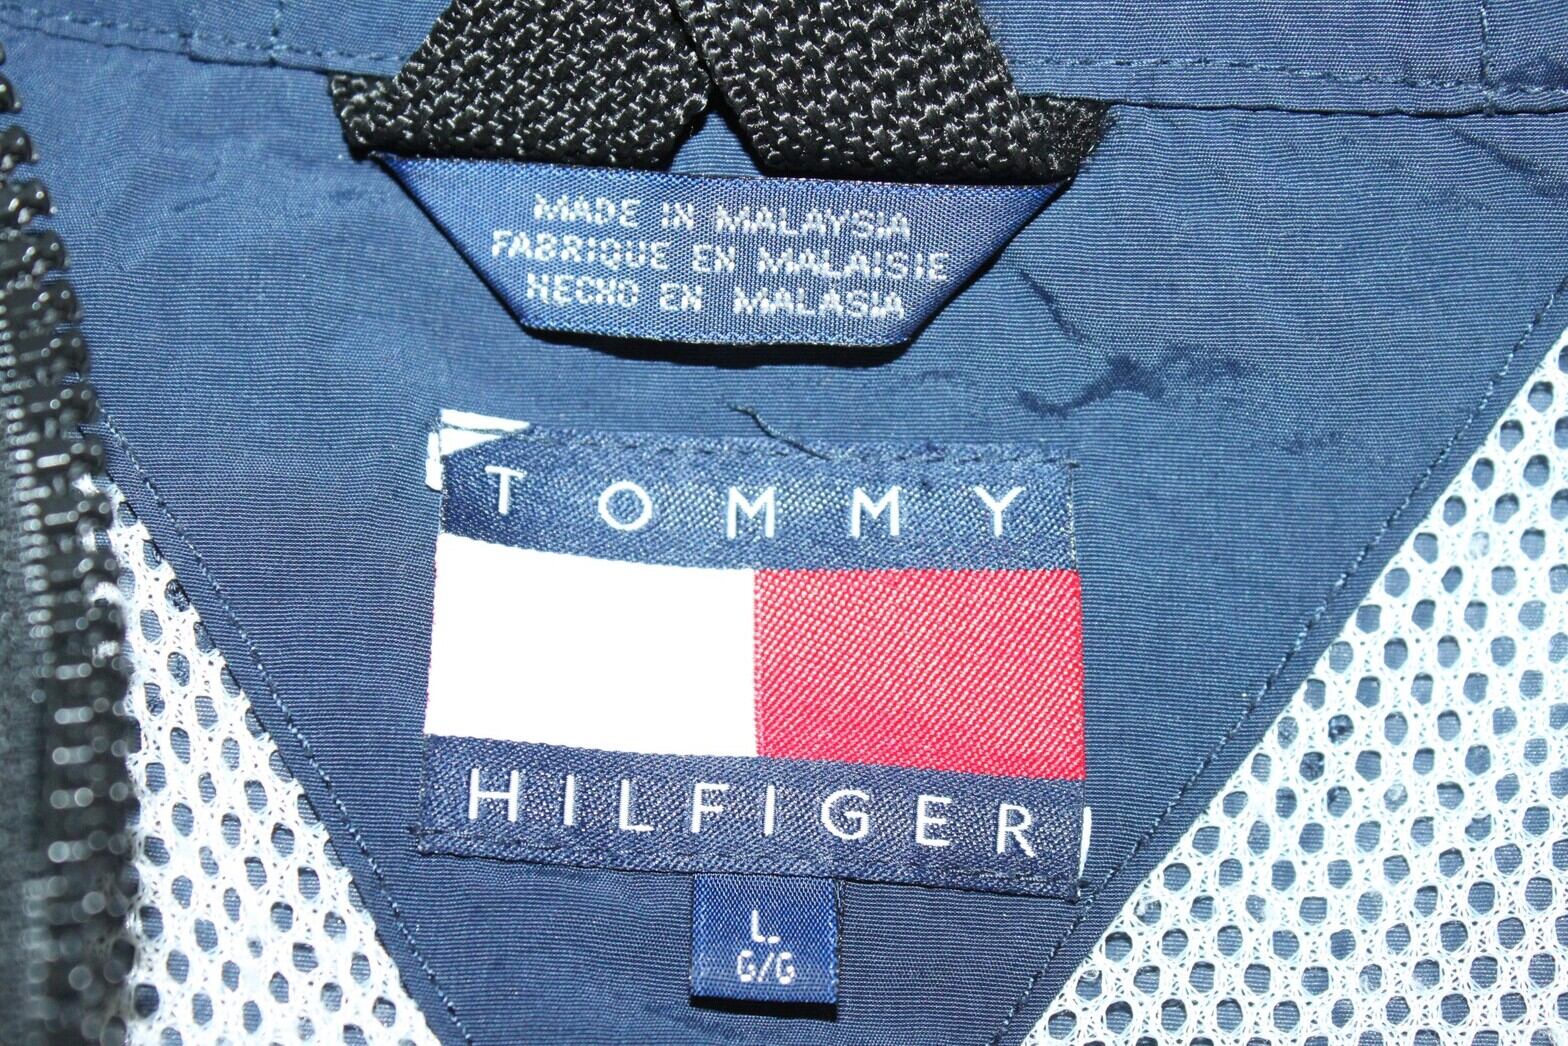 MADE IN MALAYSIA
FABRIQUE EN MALAISIE
HECHO EN MALASIA
TOMMY
HILFIGER
L
G/G